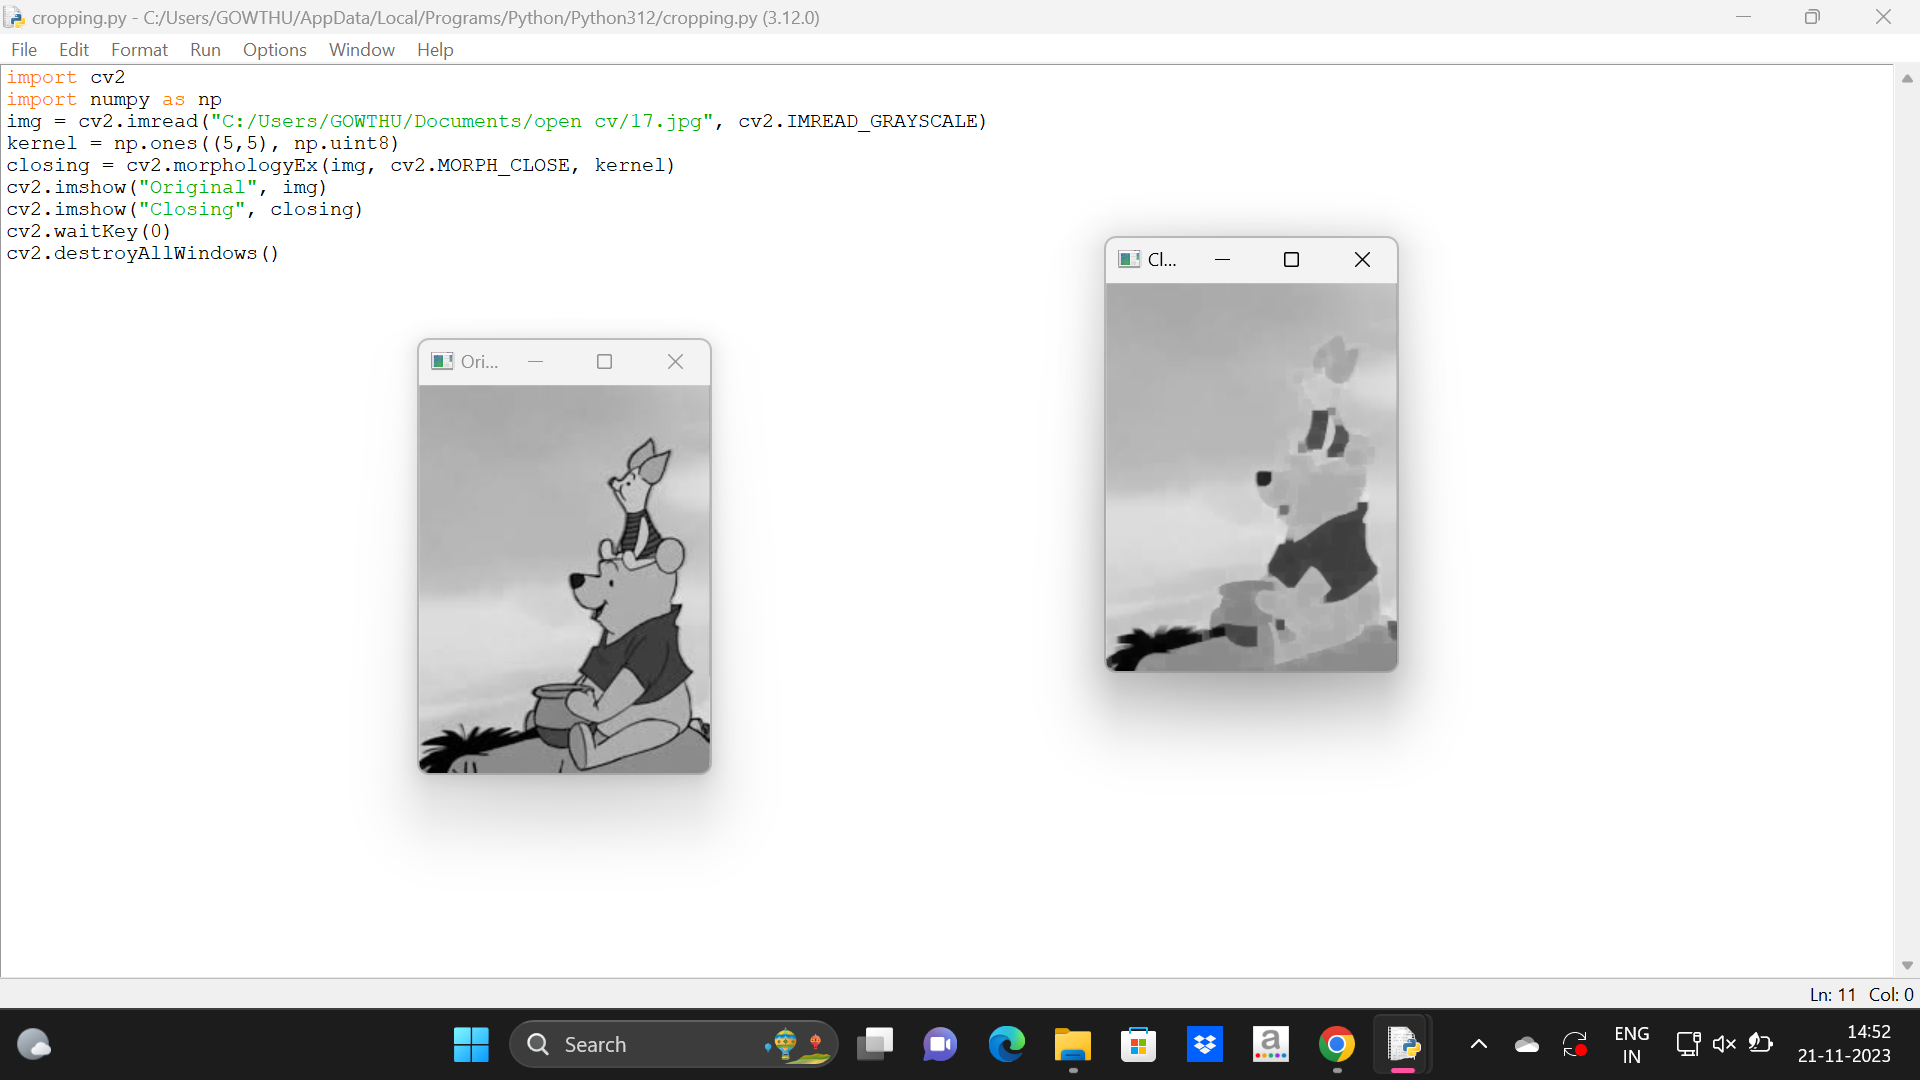 cropping.py - C:/Users/GOWTHU/AppData/Local/Programs/Python/Python312/cropping.py (3.12.0)
File Edit Format Run Options Window Help
import cv2
import numpy as np
img = cv2.imread("C:/Users/GOWTHU/Documents/open cv/17.jpg", cv2.IMREAD_GRAYSCALE)
kernel = np.ones((5,5), np.uint8)
closing = cv2.morphologyEx(img, cv2.MORPH_CLOSE, kernel)
cv2.imshow("Original", img)
cv2.imshow("Closing", closing)
cv2.waitKey(0)
cv2.destroyAllWindows()
Cl...
Ori...
Ln: 11 Col: 0
Search
a
ENG
IN
14:52
21-11-2023